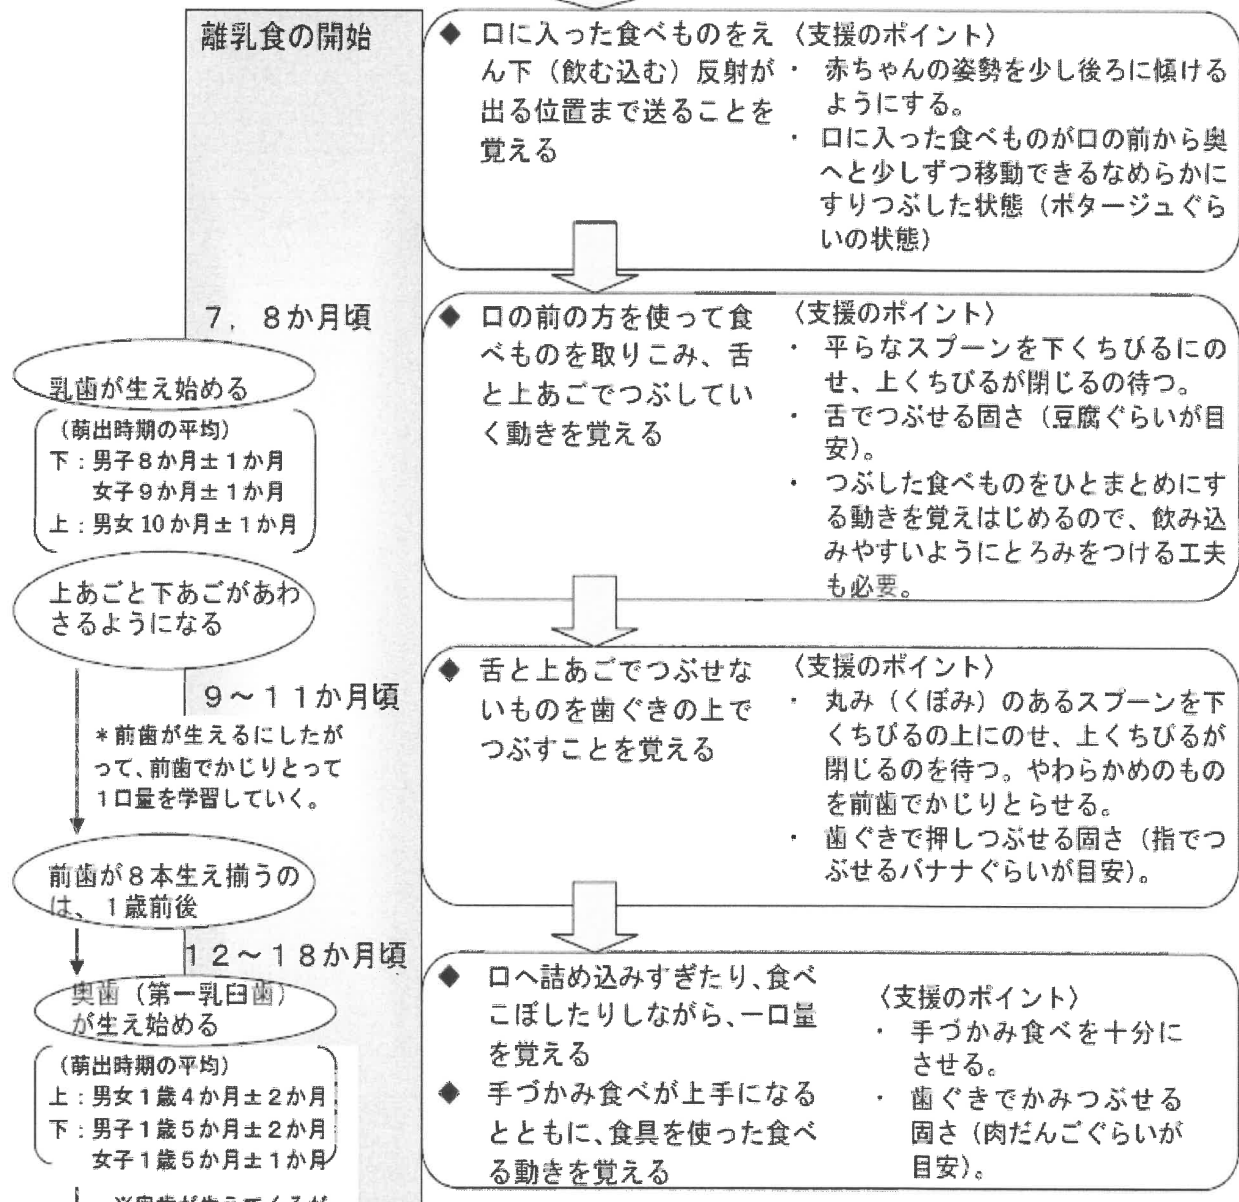 離乳食の開始
◆ 口に入った食べものをえ
ん下（飲む込む）反射が
出る位置まで送ることを
覚える
〈支援のポイント〉
・ 赤ちゃんの姿勢を少し後ろに傾ける
ようにする。
・ 口に入った食べものが口の前から奥
へと少しずつ移動できるなめらかに
すりつぶした状態（ポタージュぐら
いの状態）
7，8か月頃
乳歯が生え始める
（萌出時期の平均）
下：男子8か月±1か月
女子9か月±1か月
上：男女10か月±1か月
上あごと下あごがあわ
さるようになる
◆ 口の前の方を使って食
べものを取りこみ、舌
と上あごでつぶしてい
く動きを覚える
〈支援のポイント〉
・ 平らなスプーンを下くちびるにの
せ、上くちびるが閉じるの待つ。
・ 舌でつぶせる固さ（豆腐ぐらいが目
安）。
・ つぶした食べものをひとまとめにす
る動きを覚えはじめるので、飲み込
みやすいようにとろみをつける工夫
も必要。
9～11か月頃
＊前歯が生えるにしたが
って、前歯でかじりとって
1口量を学習していく。
前歯が8本生え揃うの
は、1歳前後
◆ 舌と上あごでつぶせな
いものを歯ぐきの上で
つぶすことを覚える
〈支援のポイント〉
・ 丸み（くぼみ）のあるスプーンを下
くちびるの上にのせ、上くちびるが
閉じるのを待つ。やわらかめのもの
を前歯でかじりとらせる。
・ 歯ぐきで押しつぶせる固さ（指でつ
ぶせるバナナぐらいが目安）。
12～18か月頃
奥歯（第一乳臼歯）
が生え始める
（萌出時期の平均）
上：男女1歳4か月±2か月
下：男子1歳5か月±2か月
女子1歳5か月±1か月
◆ 口へ詰め込みすぎたり、食べ
こぼしたりしながら、一口量
を覚える
◆ 手づかみ食べが上手になる
とともに、食具を使った食べ
る動きを覚える
〈支援のポイント〉
・ 手づかみ食べを十分に
させる。
・ 歯ぐきでかみつぶせる
固さ（肉だんごぐらいが
目安）。